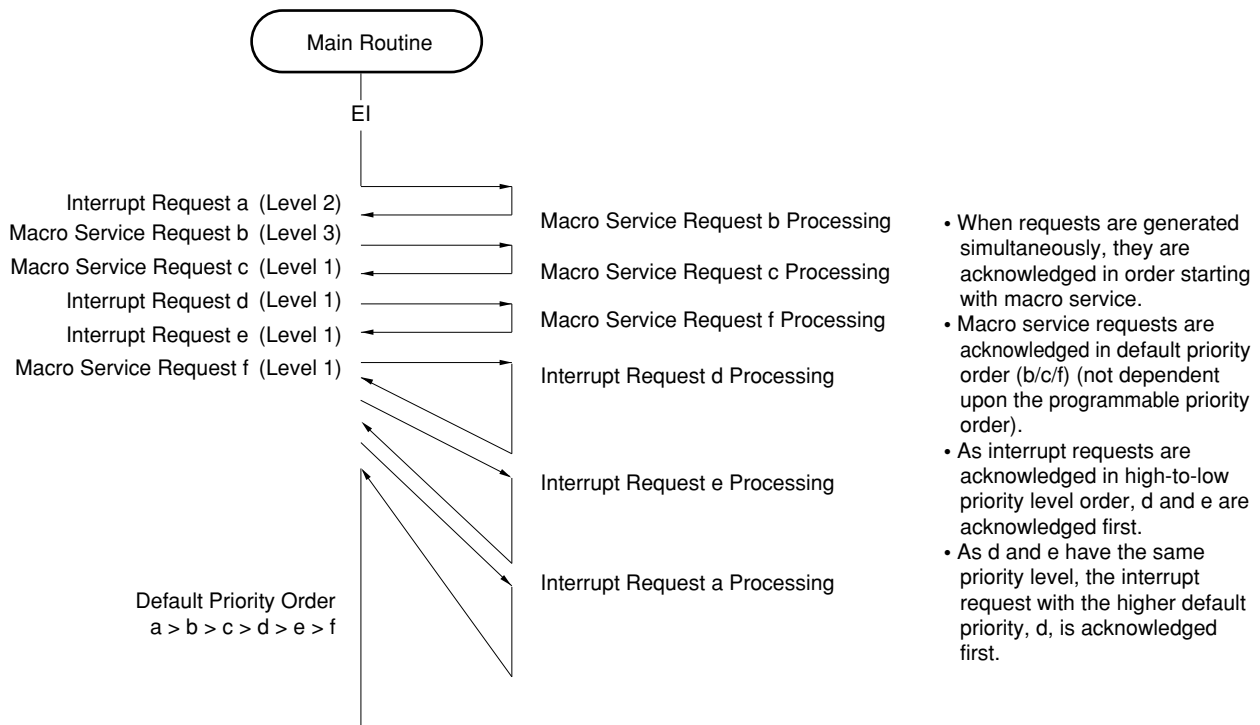 Main Routine
EI
Interrupt Request a (Level 2)
Macro Service Request b (Level 3)
Macro Service Request c (Level 1)
Interrupt Request d (Level 1)
Interrupt Request e (Level 1)
Macro Service Request f (Level 1)
Macro Service Request b Processing
Macro Service Request c Processing
Macro Service Request f Processing
Interrupt Request d Processing
Interrupt Request e Processing
Interrupt Request a Processing
Default Priority Order
a > b > c > d > e > f
• When requests are generated
simultaneously, they are
acknowledged in order starting
with macro service.
• Macro service requests are
acknowledged in default priority
order (b/c/f) (not dependent
upon the programmable priority
order).
• As interrupt requests are
acknowledged in high-to-low
priority level order, d and e are
acknowledged first.
• As d and e have the same
priority level, the interrupt
request with the higher default
priority, d, is acknowledged
first.